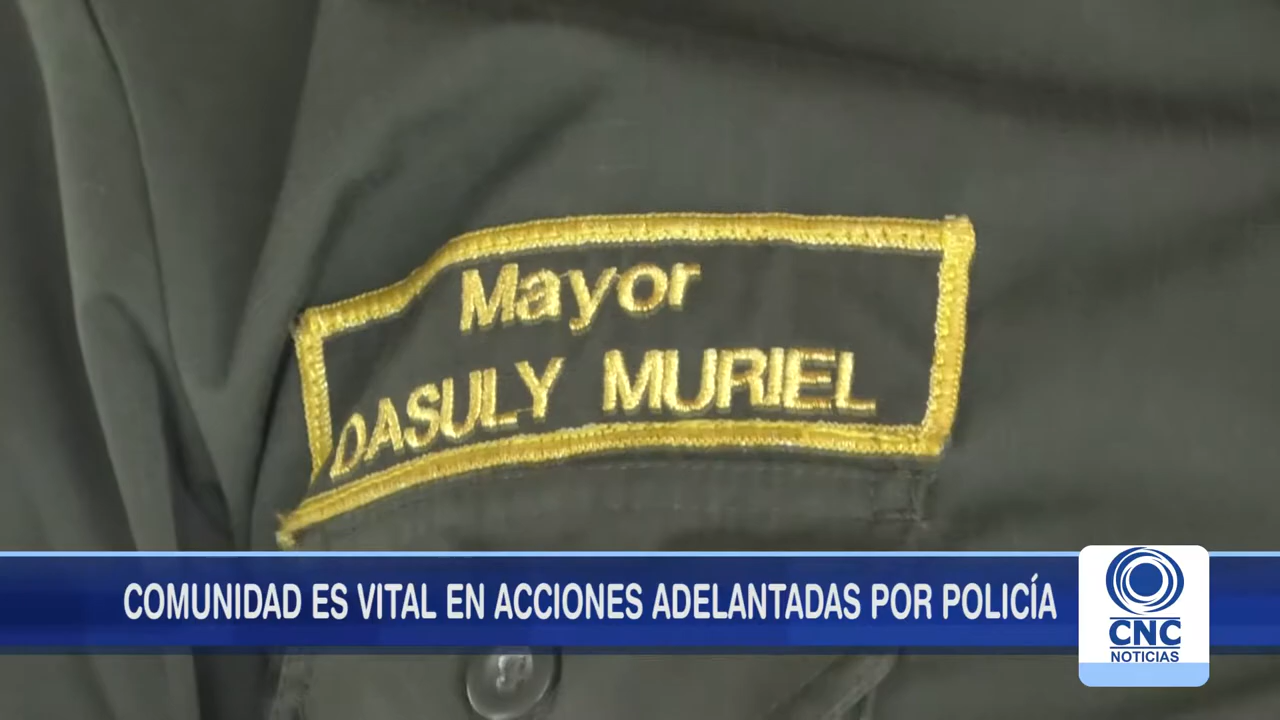 Mayor
DASULY MURIEL
COMUNIDAD ES VITAL EN ACCIONES ADELANTADAS POR POLICÍA
CNC
NOTICIAS